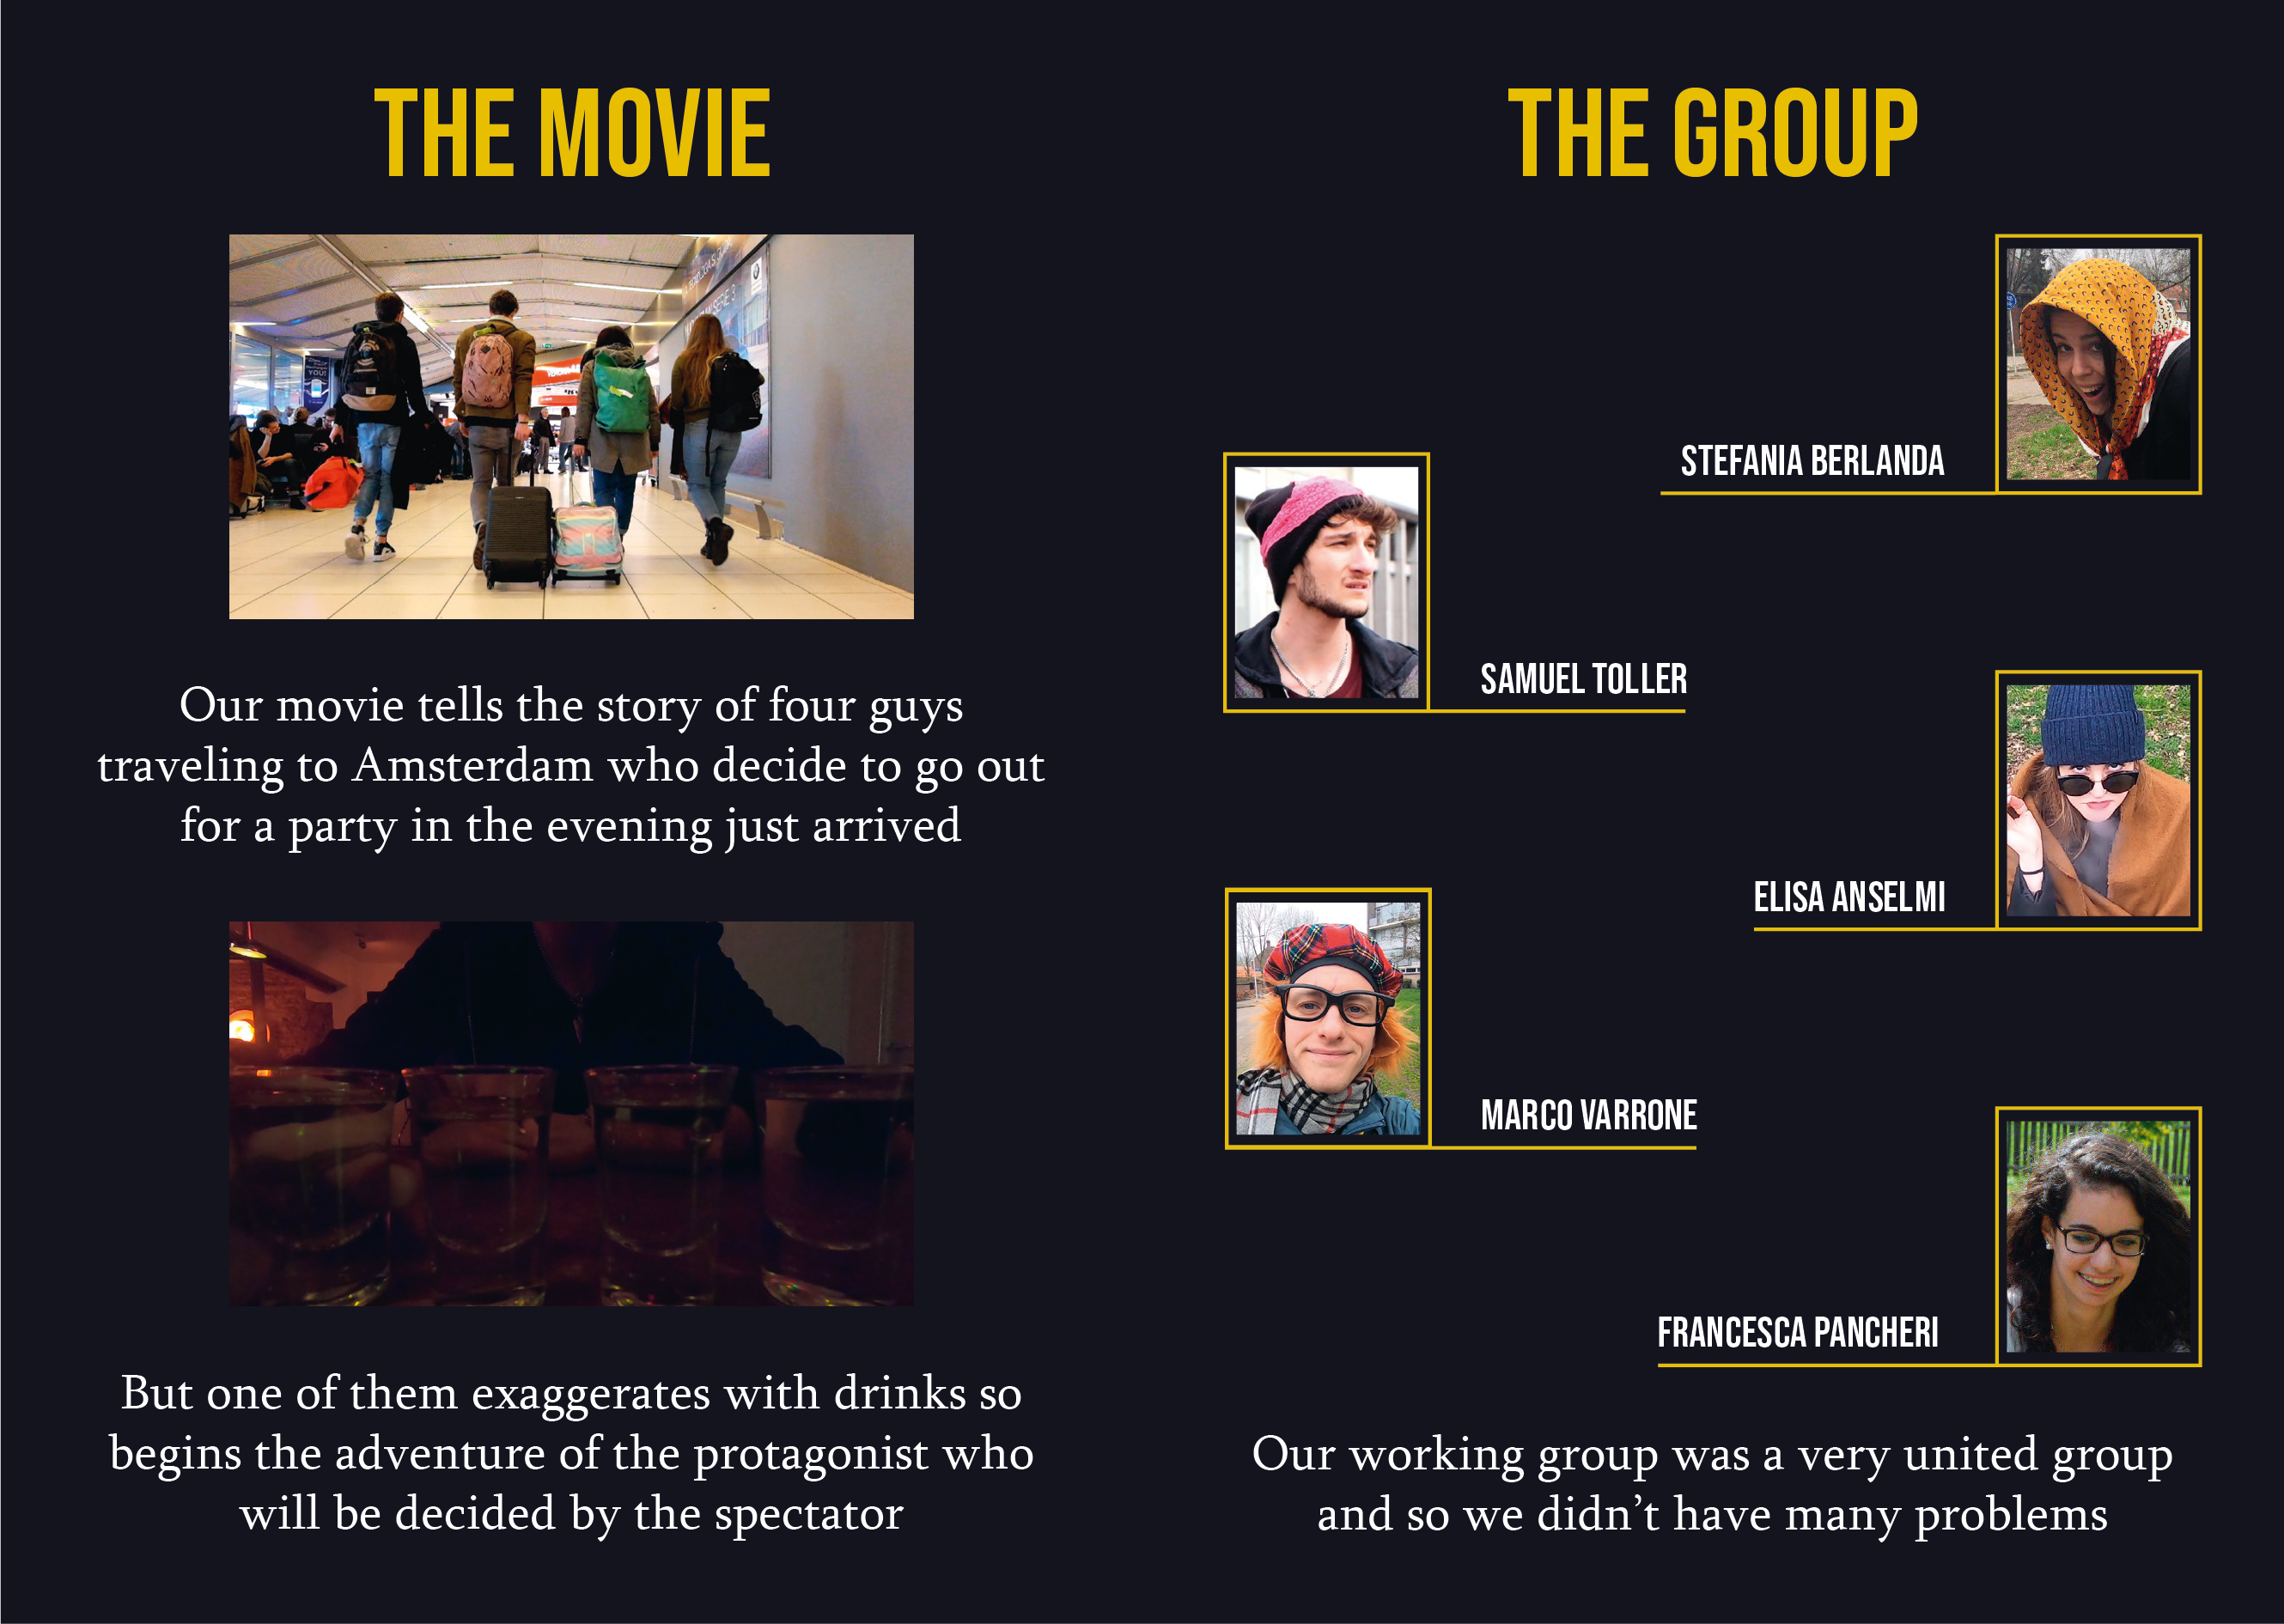 THE MOVIE
Our movie tells the story of four guys
traveling to Amsterdam who decide to go out
for a party in the evening just arrived
But one of them exaggerates with drinks so
begins the adventure of the protagonist who
will be decided by the spectator
THE GROUP
STEFANIA BERLANDA
SAMUEL TOLLER
ELISA ANSELMI
MARCO VARRONE
FRANCESCA PANCHERI
Our working group was a very united group
and so we didn’t have many problems